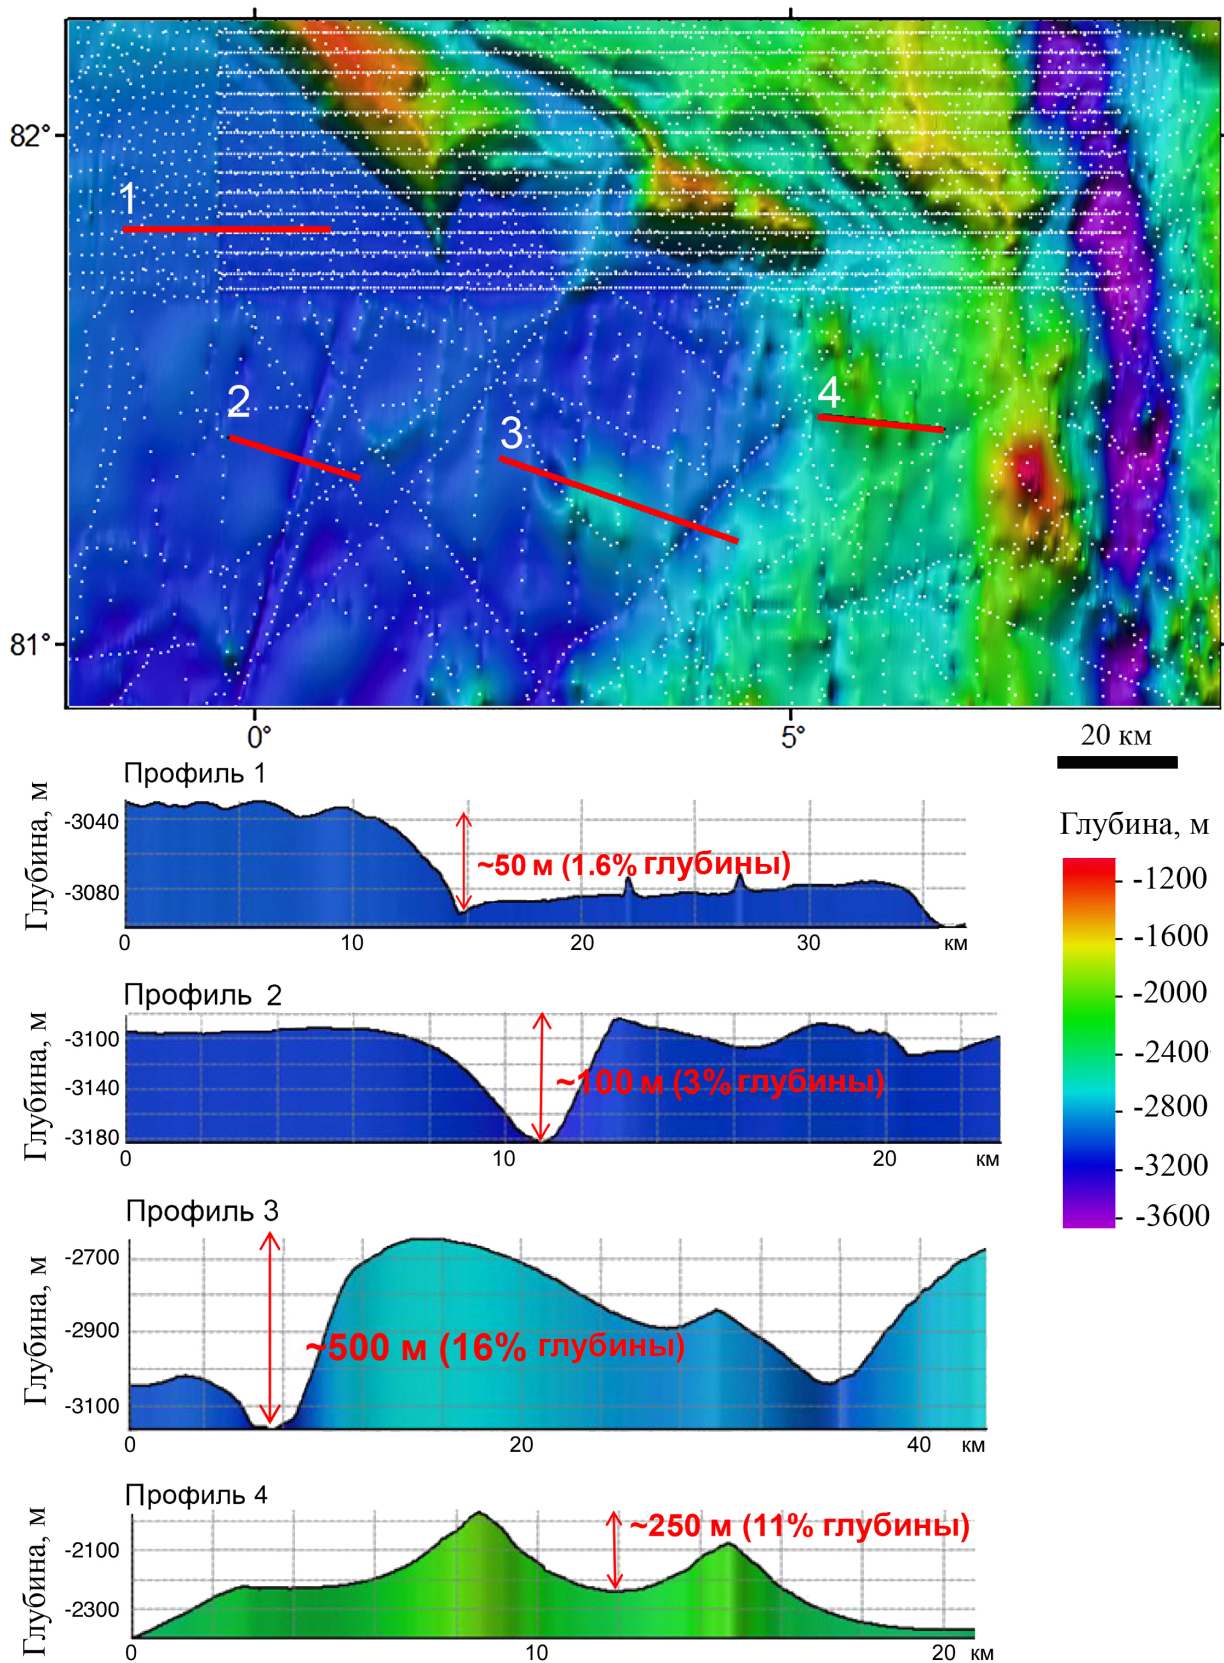 82°
1
2
3
4
81°
0°
5°
20 км
Профиль 1
Глубина, м
-3040
-3080
~50 м (1.6% глубины)
0
10
20
30
км
Глубина, м
-1200
-1600
-2000
-2400
-2800
-3200
-3600
Профиль 2
Глубина, м
-3100
-3140
-3180
~100 м (3% глубины)
0
10
20
км
Профиль 3
Глубина, м
-2700
-2900
-3100
~500 м (16% глубины)
0
20
40
км
Профиль 4
Глубина, м
-2100
-2300
~250 м (11% глубины)
0
10
20
км